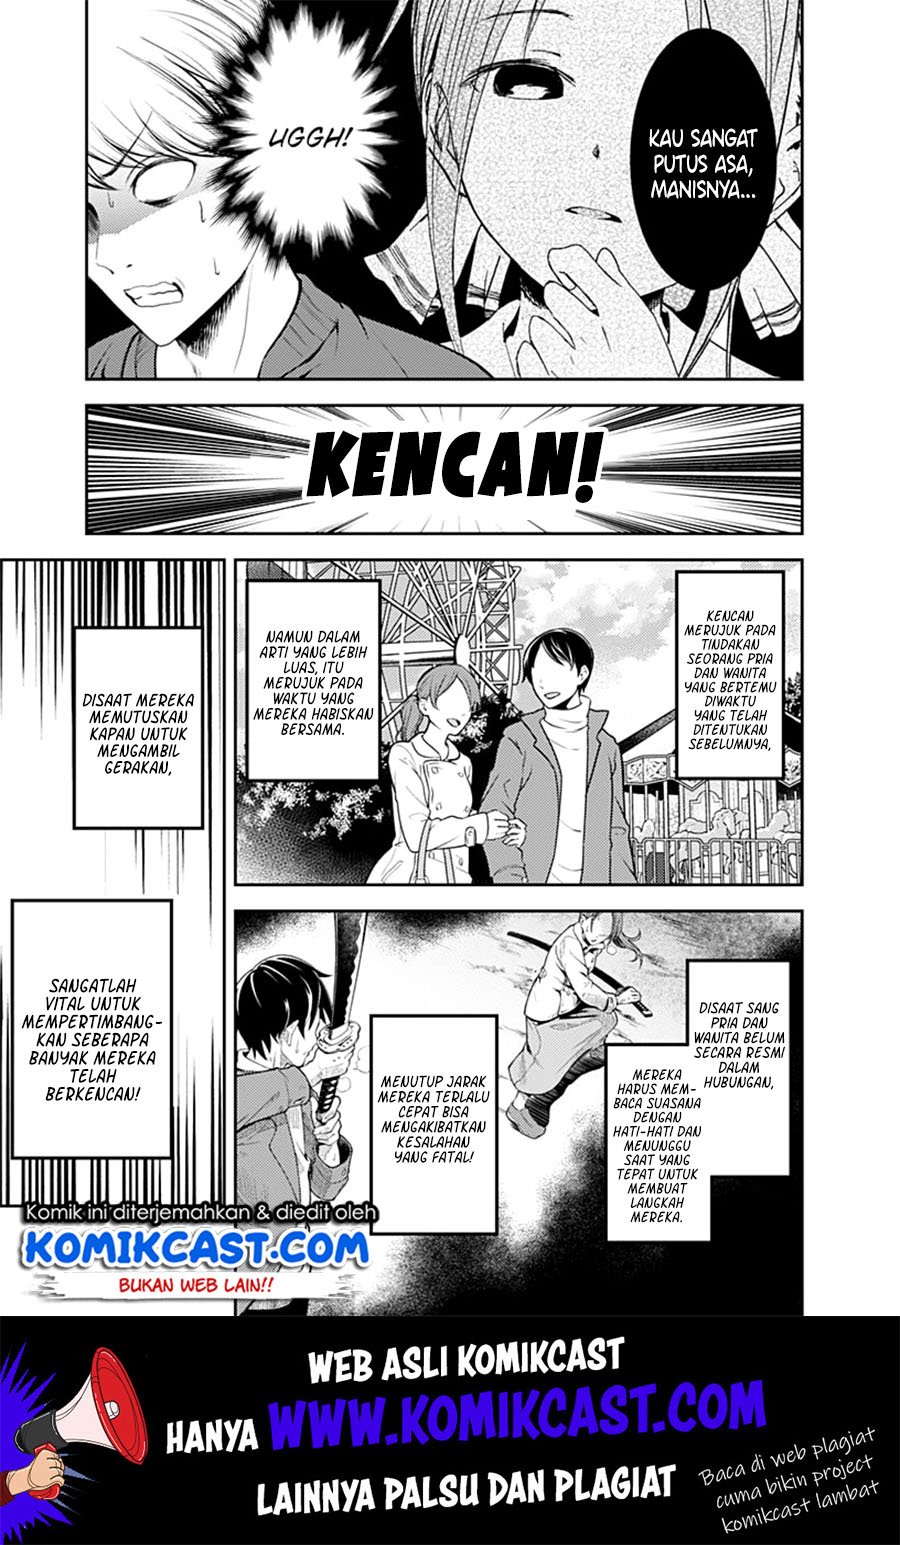 KAU SANGAT
PUTUS ASA,
MANISNYA...
UGGH!
KENCAN!
KENCAN
MERUJUK PADA
TINDAKAN
SEORANG PRIA
DAN WANITA
YANG BERTEMU
DIWAKTU
YANG TELAH
DITENTUKAN
SEBELUMNYA,
NAMUN DALAM
ARTI YANG LEBIH
LUAS, ITU
MERUJUK PADA
WAKTU YANG
MEREKA HABISKAN
BERSAMA.
DISAAT SANG
PRIA DAN
WANITA BELUM
SECARA RESMI
DALAM
HUBUNGAN,
MEREKA
HARUS MEM-
BACA SUASANA
DENGAN
HATI-HATI DAN
MENUNGGU
SAAT YANG
TEPAT UNTUK
MEMBUAT
LANGKAH
MEREKA.
MENUTUP JARAK
MEREKA TERLALU
CEPAT BISA
MENGAKIBATKAN
KESALAHAN
YANG FATAL!
DISAAT MEREKA
MEMUTUSKAN
KAPAN UNTUK
MENGAMBIL
GERAKAN,
SANGATLAH
VITAL UNTUK
MEMPERTIMBANG-
KAN SEBERAPA
BANYAK MEREKA
TELAH
BERKENCAN!
Komik ini diterjemahkan & diedit oleh
KOMIKCAST.COM
BUKAN WEB LAIN!!
WEB ASLI KOMIKCAST
HANYA WWW.KOMIKCAST.COM
LAINNYA PALSU DAN PLAGIAT
Baca di web plagiat
cuma bikin project
komikcast lambat